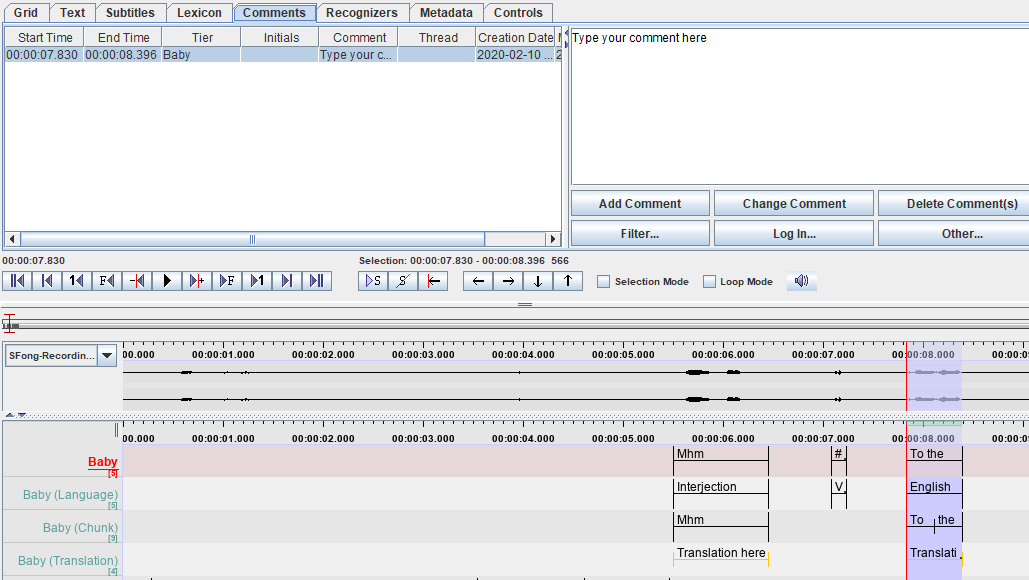 Grid Text Subtitles Lexicon Comments Recognizers Metadata Controls
Start Time End Time Tier Initials Comment Thread Creation Date
00:00:07.830 00:00:08.396 Baby Type your c... 2020-02-10 ...
Type your comment here
Add Comment Change Comment Delete Comment(s)
Filter... Log In... Other...
00:00:07.830 Selection: 00:00:07.830 - 00:00:08.396 566
1 F F 1 S S Selection Mode Loop Mode
SFong-Recordin...
00.000 00:00:01.000 00:00:02.000 00:00:03.000 00:00:04.000 00:00:05.000 00:00:06.000 00:00:07.000 00:00:08.000 00:00:0
00.000 00:00:01.000 00:00:02.000 00:00:03.000 00:00:04.000 00:00:05.000 00:00:06.000 00:00:07.000 00:00:08.000 00:00:0
Baby [5] Mhm #. To the
Baby (Language) [5] Interjection V. English
Baby (Chunk) [9] Mhm To the
Baby (Translation) [4] Translation here Translati.